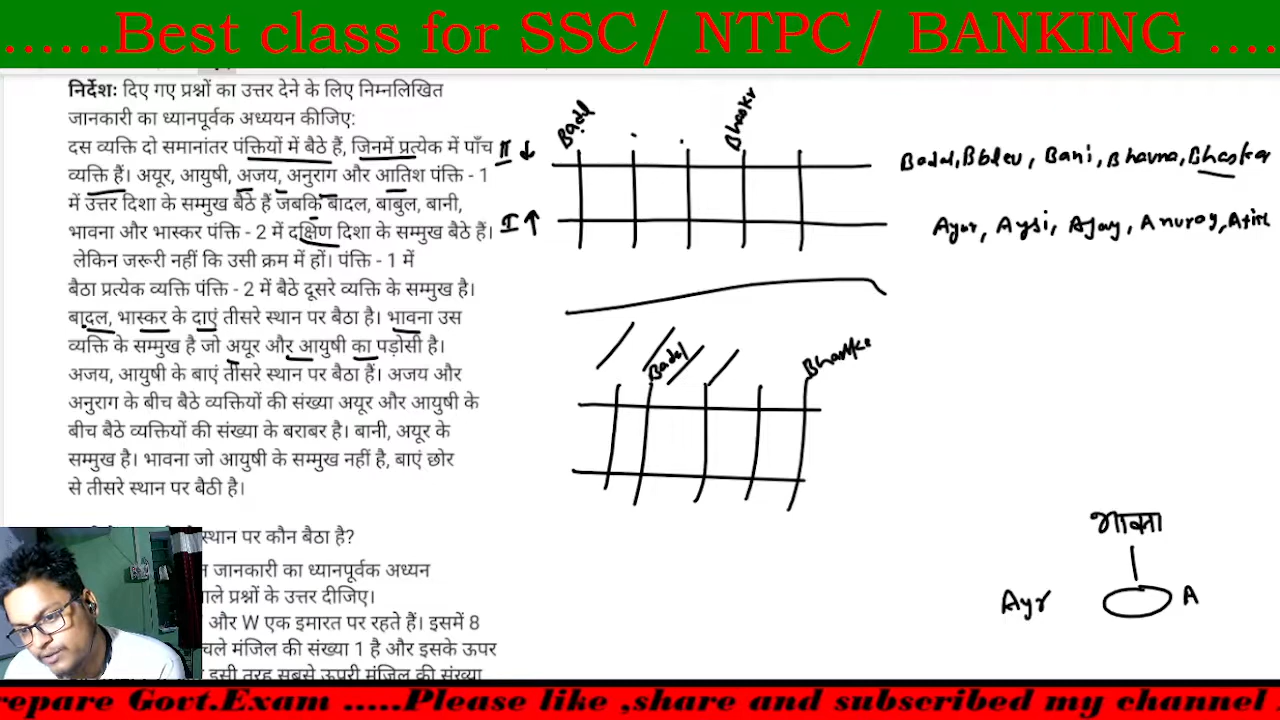 ......Best class for SSC/ NTPC/ BANKING ....
निर्देशः दिए गए प्रश्नों का उत्तर देने के लिए निम्नलिखित
जानकारी का ध्यानपूर्वक अध्ययन कीजिए:
दस व्यक्ति दो समानांतर पंक्तियों में बैठे हैं, जिनमें प्रत्येक में पाँच
व्यक्ति हैं। अयूर, आयुषी, अजय, अनुराग और आतिश पंक्ति - 1
में उत्तर दिशा के सम्मुख बैठे हैं जबकि बादल, बाबुल, बानी,
भावना और भास्कर पंक्ति - 2 में दक्षिण दिशा के सम्मुख बैठे हैं।
लेकिन जरूरी नहीं कि उसी क्रम में हों। पंक्ति - 1 में
बैठा प्रत्येक व्यक्ति पंक्ति - 2 में बैठे दूसरे व्यक्ति के सम्मुख है।
बादल, भास्कर के दाएं तीसरे स्थान पर बैठा है। भावना उस
व्यक्ति के सम्मुख है जो अयूर और आयुषी का पड़ोसी है।
अजय, आयुषी के बाएं तीसरे स्थान पर बैठा हैं। अजय और
अनुराग के बीच बैठे व्यक्तियों की संख्या अयूर और आयुषी के
बीच बैठे व्यक्तियों की संख्या के बराबर है। बानी, अयूर के
सम्मुख है। भावना जो आयुषी के सम्मुख नहीं है, बाएं छोर
से तीसरे स्थान पर बैठी है।
स्थान पर कौन बैठा है?
जानकारी का ध्यानपूर्वक अध्यन
वाले प्रश्नों के उत्तर दीजिए।
और W एक इमारत पर रहते हैं। इसमें 8
मंजिल की संख्या 1 है और इसके ऊपर
इसी तरह सबसे ऊपरी मंजिल की संख्या
Badal Bhaskr
II ↓
I ↑
Badal, Bani, Bhavna, Bhaskar
Ayur, Aysi, Ajay, Anurag, Atish
Badal
भावना
Ayr A
repare Govt.Exam .....Please like ,share and subscribed my channel ,